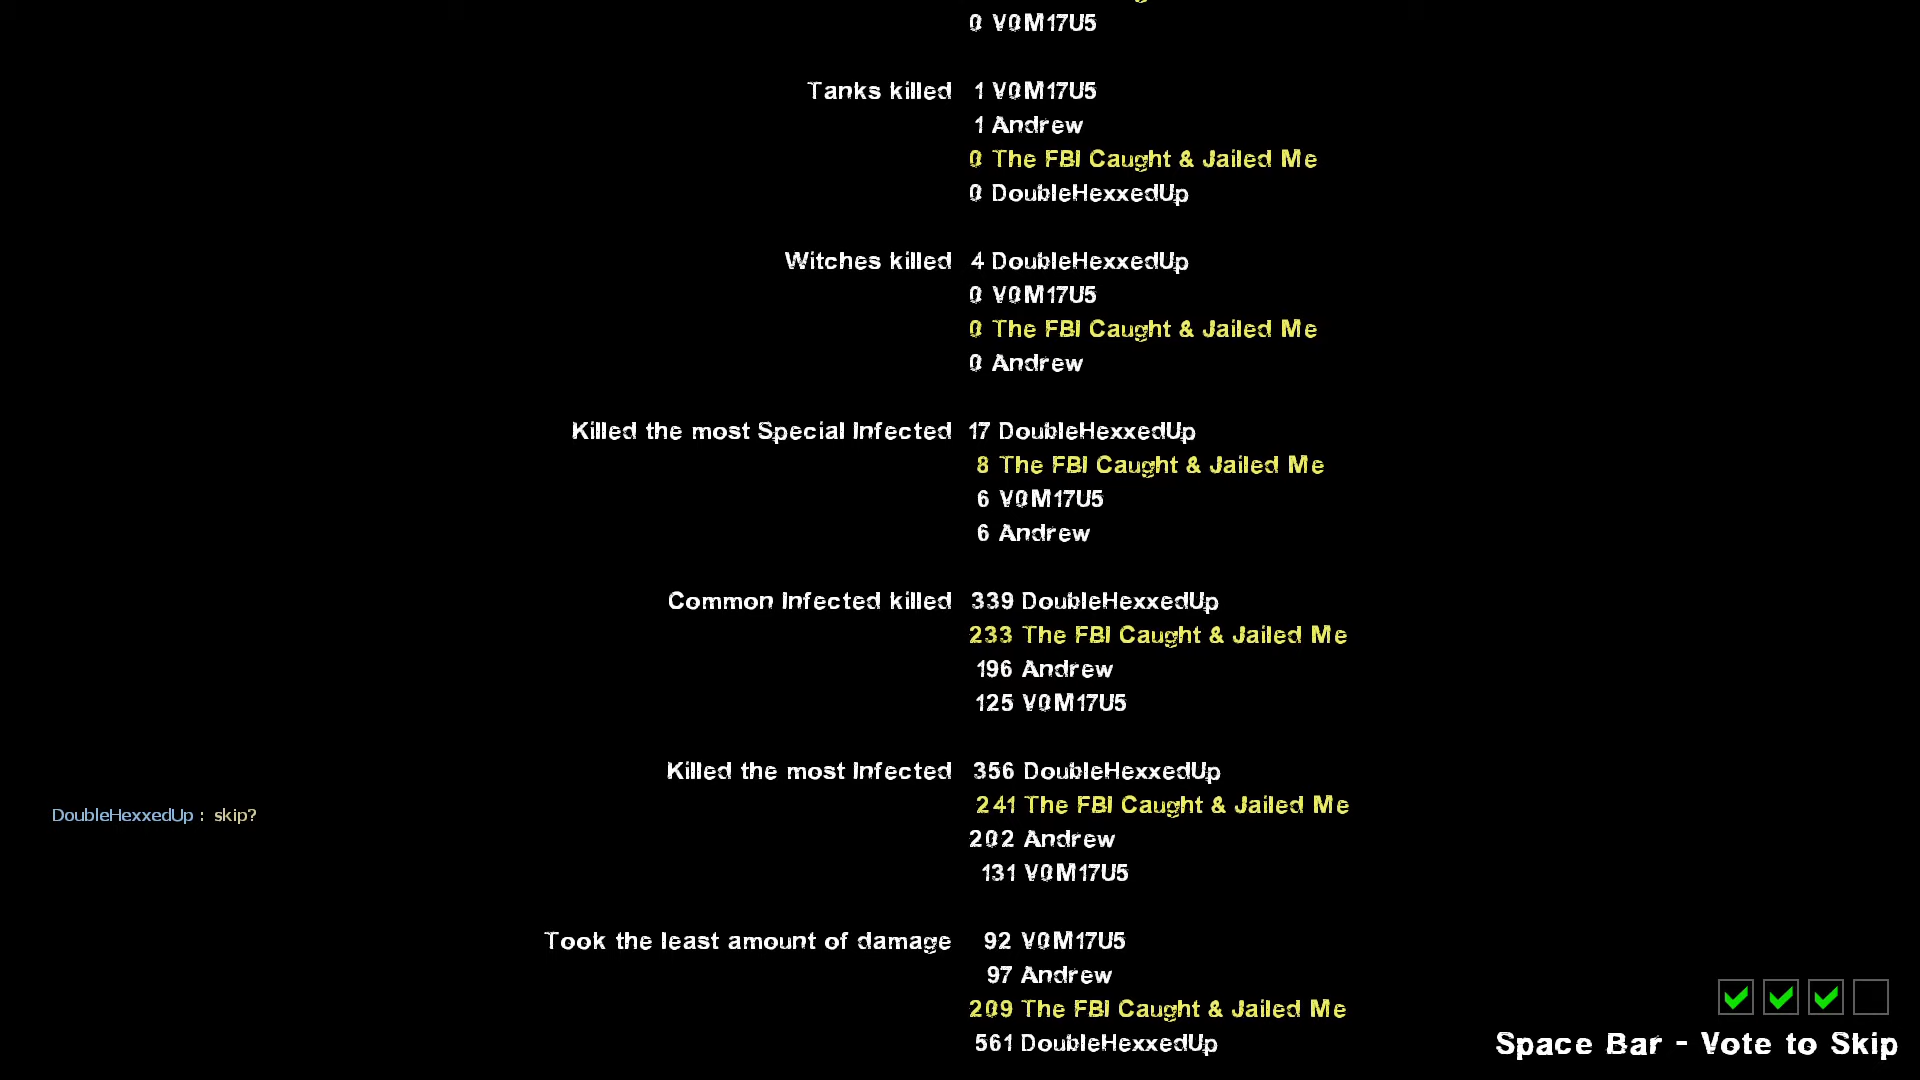 0 V0M17U5
Tanks killed 1 V0M17U5
1 Andrew
0 The FBI Caught & Jailed Me
0 DoubleHexxedUp
Witches killed 4 DoubleHexxedUp
0 V0M17U5
0 The FBI Caught & Jailed Me
0 Andrew
Killed the most Special Infected 17 DoubleHexxedUp
8 The FBI Caught & Jailed Me
6 V0M17U5
6 Andrew
Common Infected killed 339 DoubleHexxedUp
233 The FBI Caught & Jailed Me
196 Andrew
125 V0M17U5
Killed the most Infected 356 DoubleHexxedUp
241 The FBI Caught & Jailed Me
DoubleHexxedUp : skip?
202 Andrew
131 V0M17U5
Took the least amount of damage 92 V0M17U5
97 Andrew
209 The FBI Caught & Jailed Me
561 DoubleHexxedUp
Space Bar - Vote to Skip